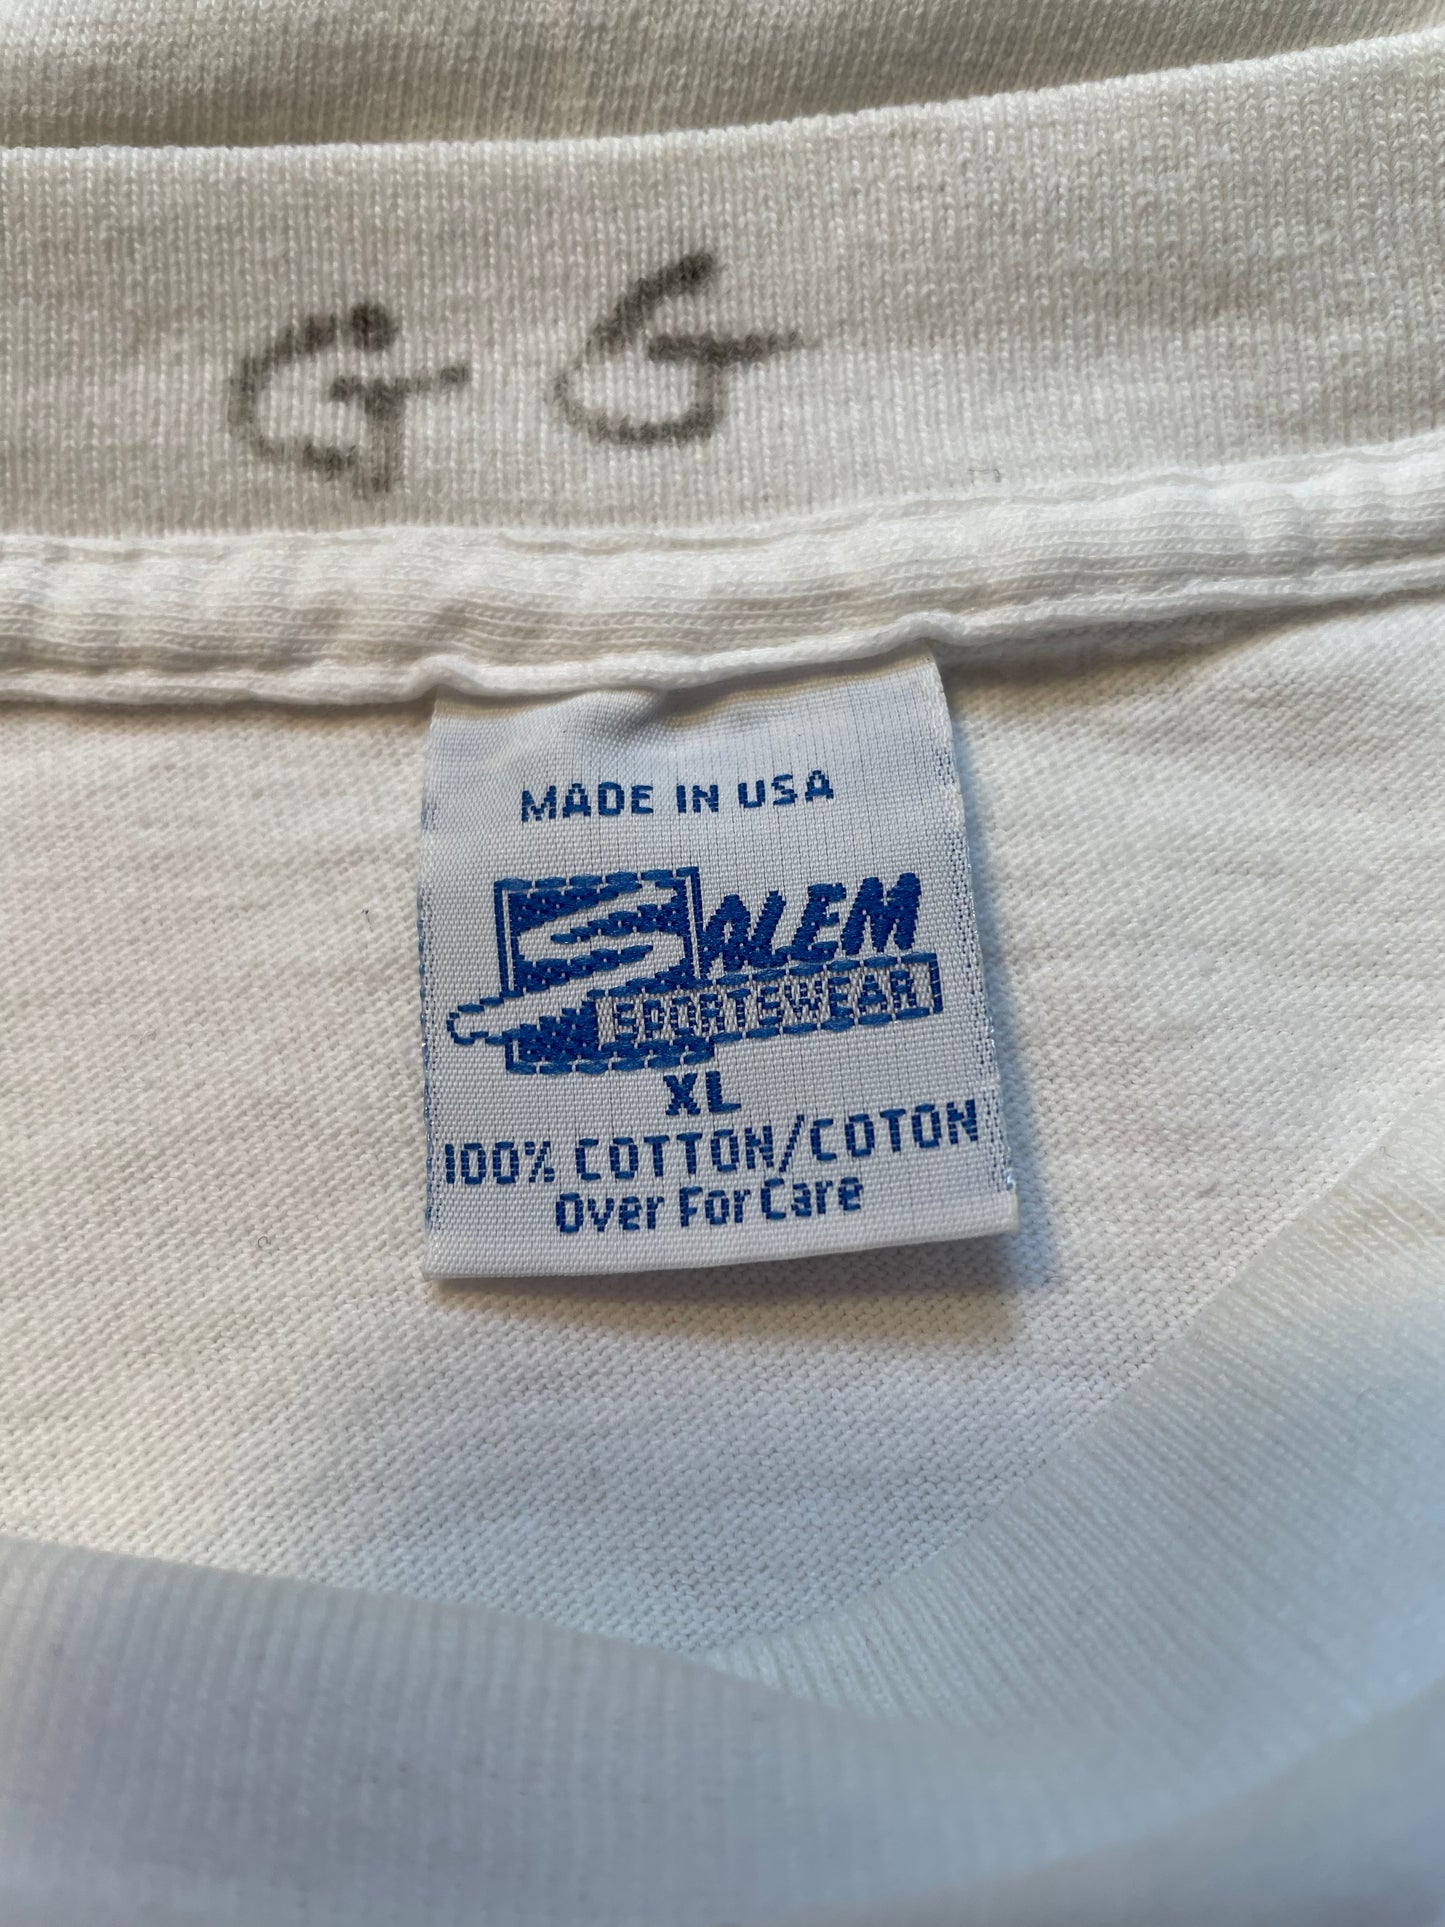 G G
MADE IN USA
SALEM
SPORTSWEAR
XL
100% COTTON/COTON
Over For Care